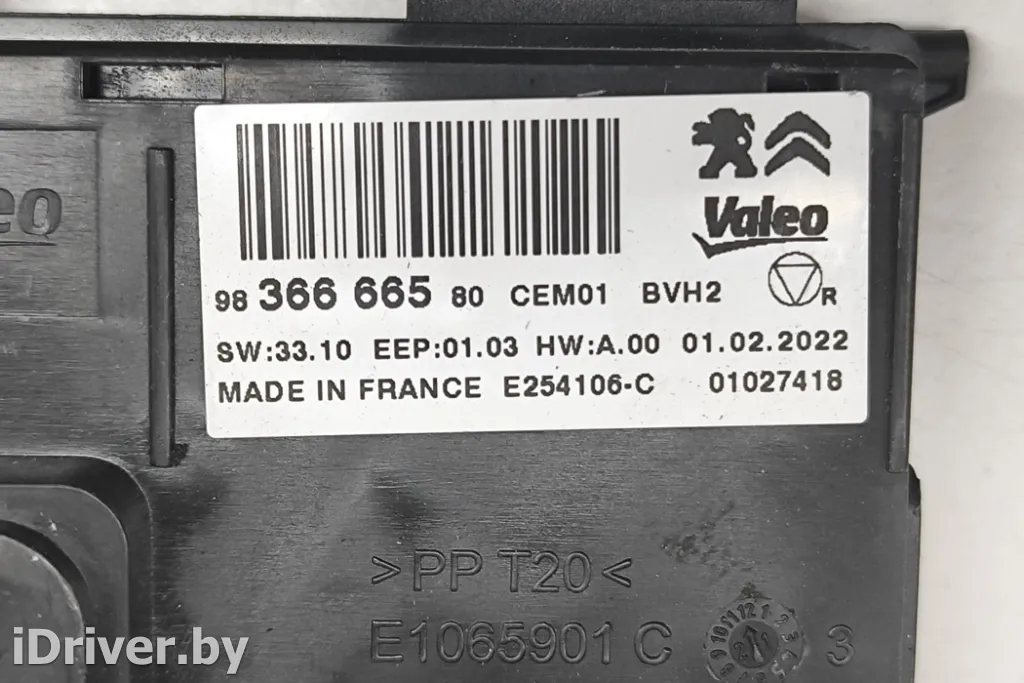 Valeo
98 366 665 80 CEM01 BVH2
R
SW:33.10 EEP:01.03 HW:A.00 01.02.2022
MADE IN FRANCE E254106-C 01027418
eo
>PP T20<
E1065901 C
3
iDriver.by